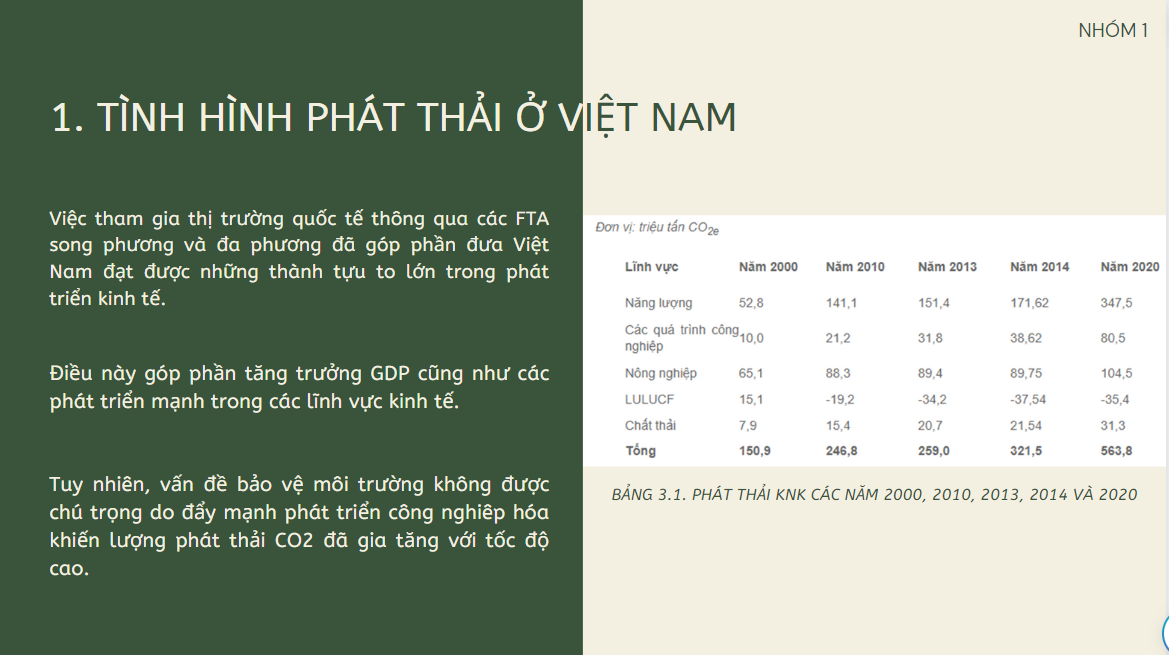 NHÓM 1
1. TÌNH HÌNH PHÁT THẢI Ở VIỆT NAM
Việc tham gia thị trường quốc tế thông qua các FTA
song phương và đa phương đã góp phần đưa Việt
Nam đạt được những thành tựu to lớn trong phát
triển kinh tế.
Điều này góp phần tăng trưởng GDP cũng như các
phát triển mạnh trong các lĩnh vực kinh tế.
Tuy nhiên, vấn đề bảo vệ môi trường không được
chú trọng do đẩy mạnh phát triển công nghiêp hóa
khiến lượng phát thải CO2 đã gia tăng với tốc độ
cao.
Đơn vị: triệu tấn CO2e
Lĩnh vực Năm 2000 Năm 2010 Năm 2013 Năm 2014 Năm 2020
Năng lượng 52,8 141,1 151,4 171,62 347,5
Các quá trình công
nghiệp 10,0 21,2 31,8 38,62 80,5
Nông nghiệp 65,1 88,3 89,4 89,75 104,5
LULUCF 15,1 -19,2 -34,2 -37,54 -35,4
Chất thải 7,9 15,4 20,7 21,54 31,3
Tổng 150,9 246,8 259,0 321,5 563,8
BẢNG 3.1. PHÁT THẢI KNK CÁC NĂM 2000, 2010, 2013, 2014 VÀ 2020